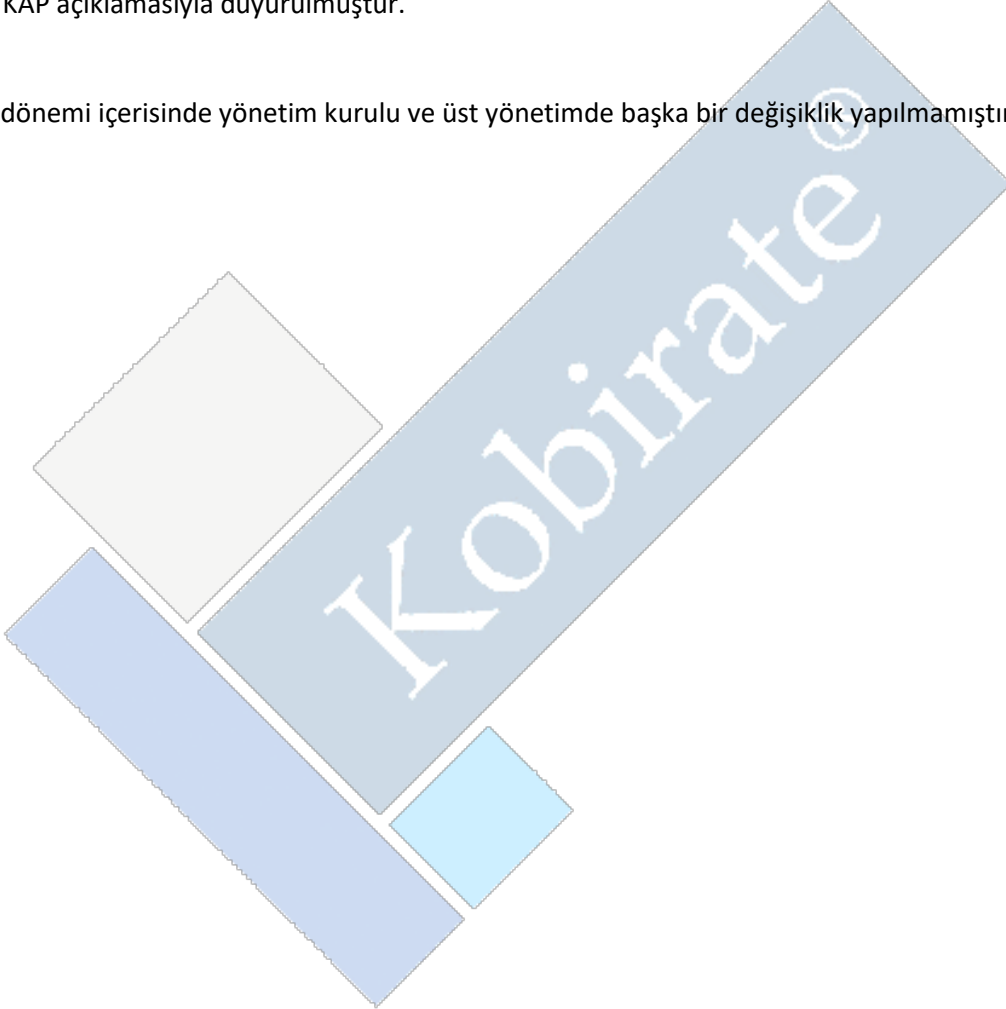 KAP açıklamasıyla duyurulmuştur.
dönemi içerisinde yönetim kurulu ve üst yönetimde başka bir değişiklik yapılmamıştır
Kobirate ®